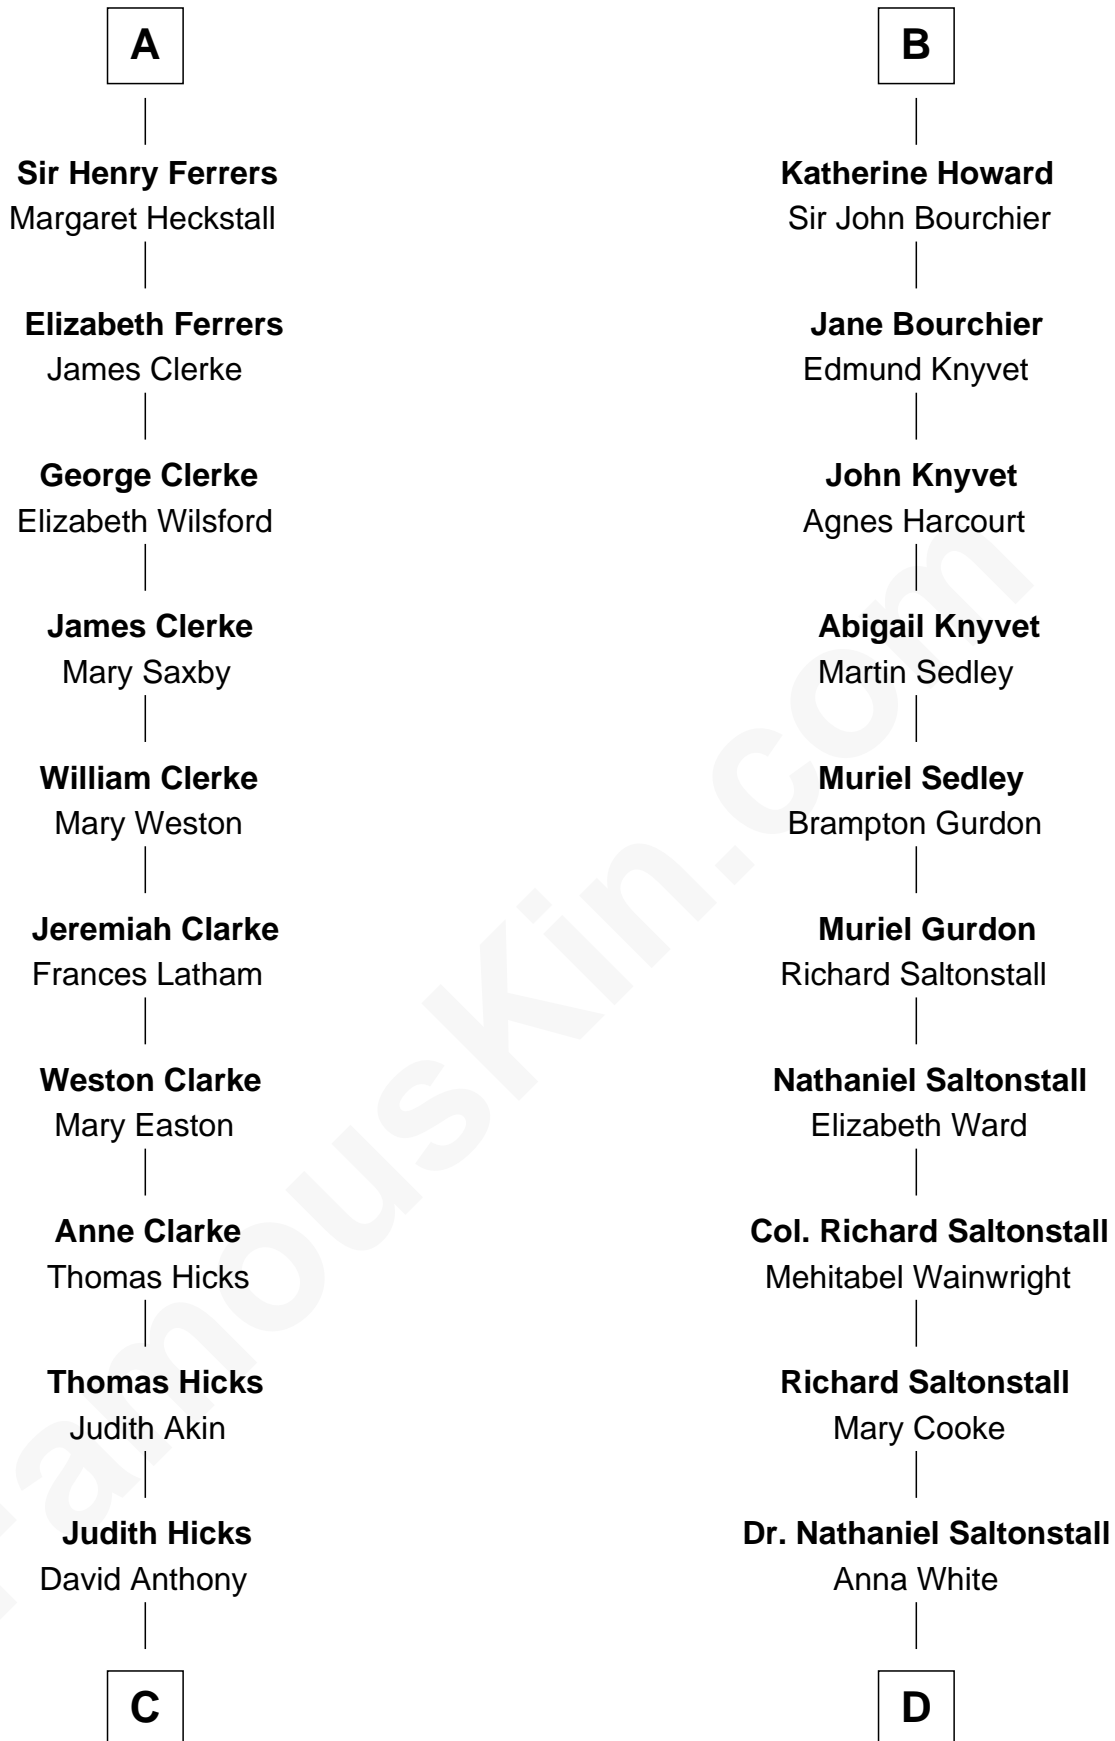 A
Sir Henry Ferrers
Margaret Heckstall
Elizabeth Ferrers
James Clerke
George Clerke
Elizabeth Wilsford
James Clerke
Mary Saxby
William Clerke
Mary Weston
Jeremiah Clarke
Frances Latham
Weston Clarke
Mary Easton
Anne Clarke
Thomas Hicks
Thomas Hicks
Judith Akin
Judith Hicks
David Anthony
C
B
Katherine Howard
Sir John Bourchier
Jane Bourchier
Edmund Knyvet
John Knyvet
Agnes Harcourt
Abigail Knyvet
Martin Sedley
Muriel Sedley
Brampton Gurdon
Muriel Gurdon
Richard Saltonstall
Nathaniel Saltonstall
Elizabeth Ward
Col. Richard Saltonstall
Mehitabel Wainwright
Richard Saltonstall
Mary Cooke
Dr. Nathaniel Saltonstall
Anna White
D
FamousKin.com